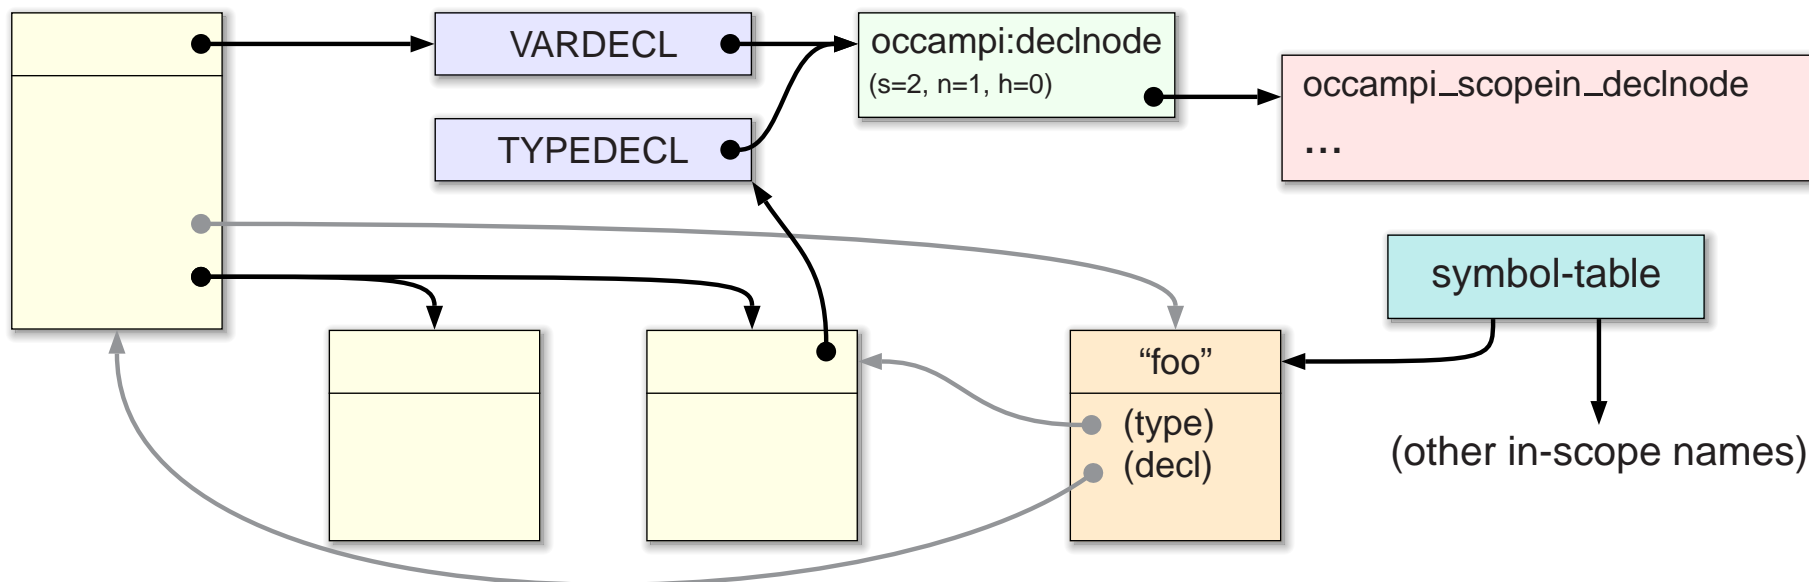 VARDECL
occampi:declnode
(s=2, n=1, h=0)
occampi_scopein_declnode
...
TYPEDECL
symbol-table
“foo”
(type)
(decl)
(other in-scope names)